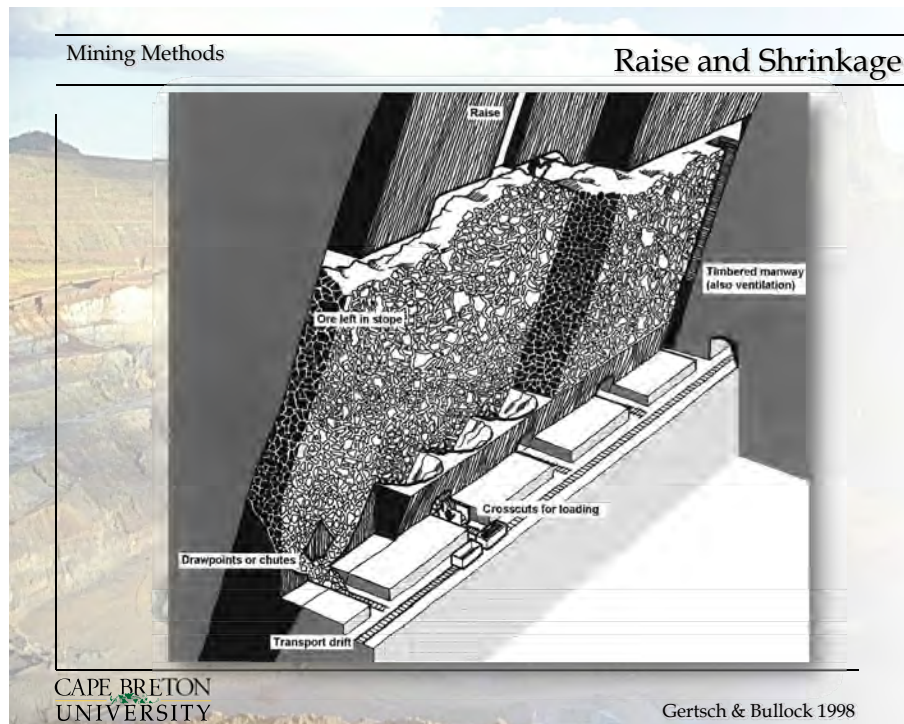 Mining Methods
Raise and Shrinkage
Raise
Timbered manway
(also ventilation)
Ore left in stope
Crosscuts for loading
Drawpoints or chutes
Transport drift
CAPE BRETON
UNIVERSITY
Gertsch & Bullock 1998